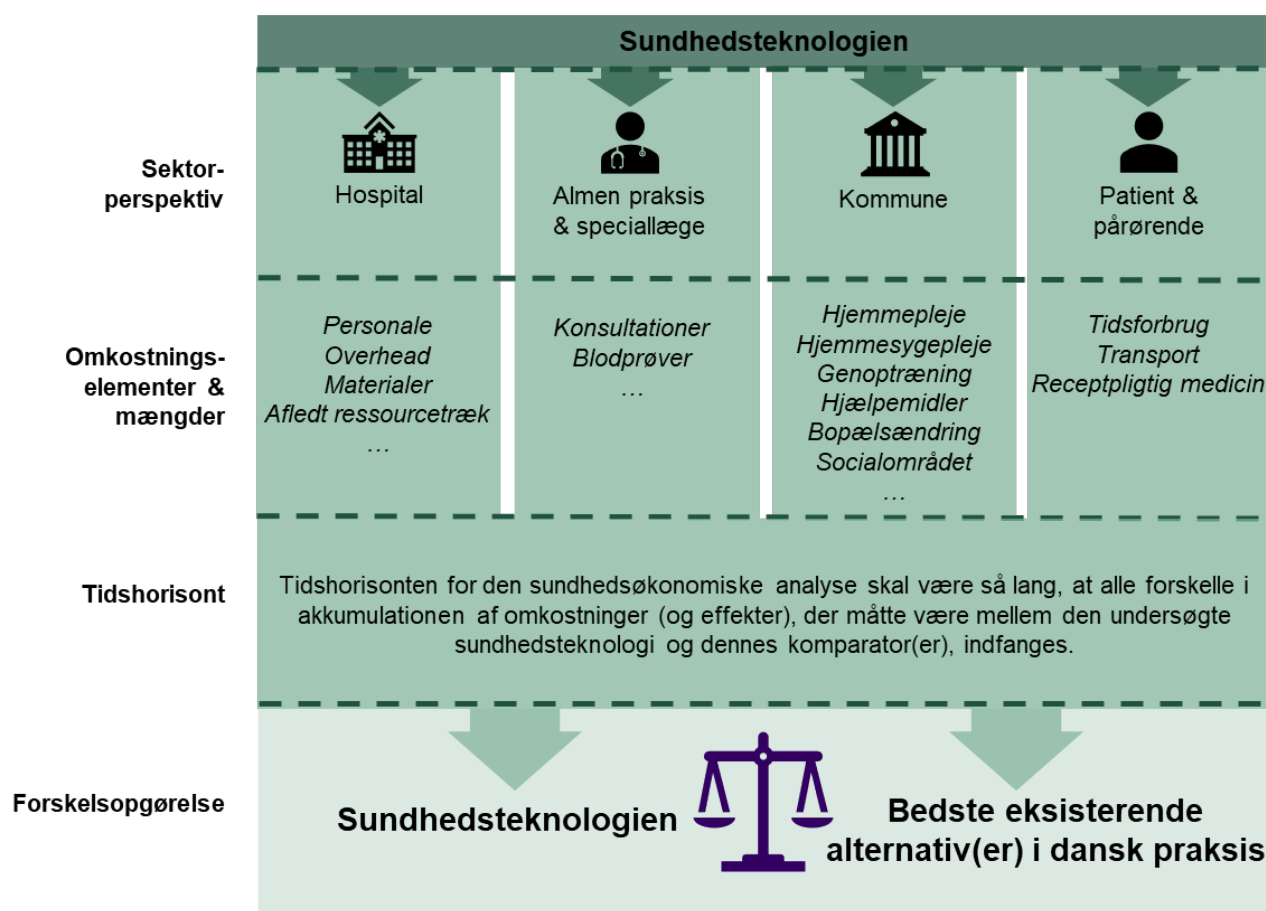 Sundhedsteknologien
Sektor-
perspektiv
Hospital
Almen praksis
& speciallæge
Kommune
Patient &
pårørende
Omkostnings-
elementer &
mængder
Personale
Overhead
Materialer
Afledt ressourcetræk
…
Konsultationer
Blodprøver
…
Hjemmepleje
Hjemmesygepleje
Genoptræning
Hjælpemidler
Bopælsændring
Socialområdet
…
Tidsforbrug
Transport
Receptpligtig medicin
Tidshorisont
Tidshorisonten for den sundhedsøkonomiske analyse skal være så lang, at alle forskelle i
akkumulationen af omkostninger (og effekter), der måtte være mellem den undersøgte
sundhedsteknologi og dennes komparator(er), indfanges.
Forskelsopgørelse
Sundhedsteknologien
Bedste eksisterende
alternativ(er) i dansk praksis